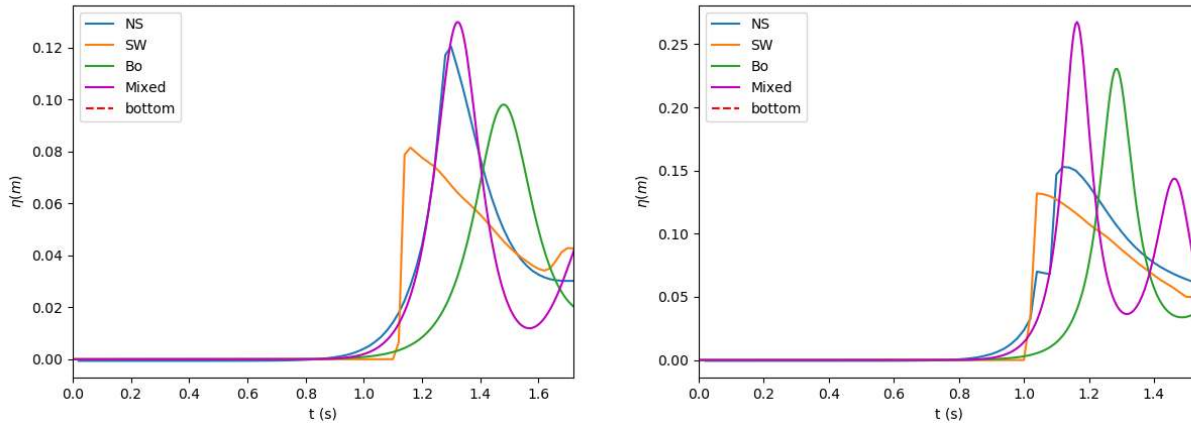 NS
SW
Bo
Mixed
bottom
η(m)
0.12
0.10
0.08
0.06
0.04
0.02
0.00
0.0 0.2 0.4 0.6 0.8 1.0 1.2 1.4 1.6
t (s)
NS
SW
Bo
Mixed
bottom
η(m)
0.25
0.20
0.15
0.10
0.05
0.00
0.0 0.2 0.4 0.6 0.8 1.0 1.2 1.4
t (s)